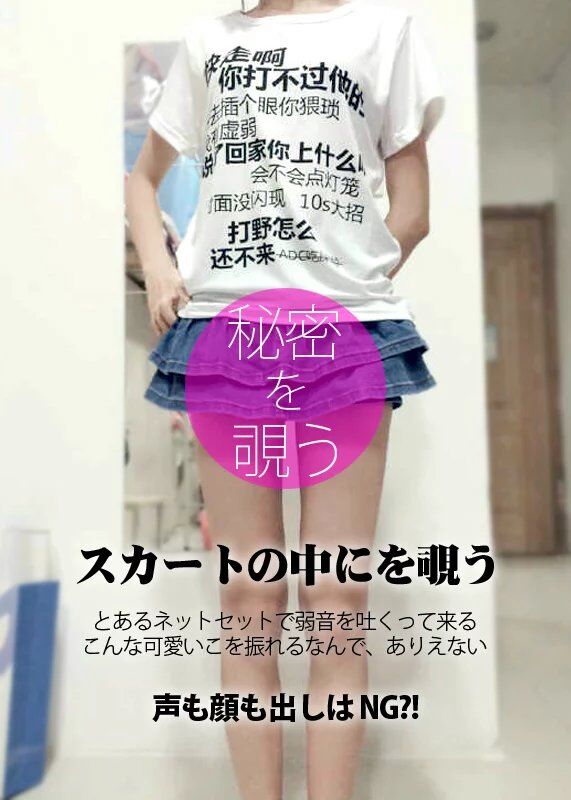 你打不过他的
插个眼你猥琐
虚弱
了回家你上什么
会不会点灯笼
面没闪现 10s大招
打野怎么
还不来
秘密
を
覗う
スカートの中にを覗う
とあるネットセットで弱音を吐くって来る
こんな可愛いこを振れるなんで、ありえない
声も顔も出しはNG?!